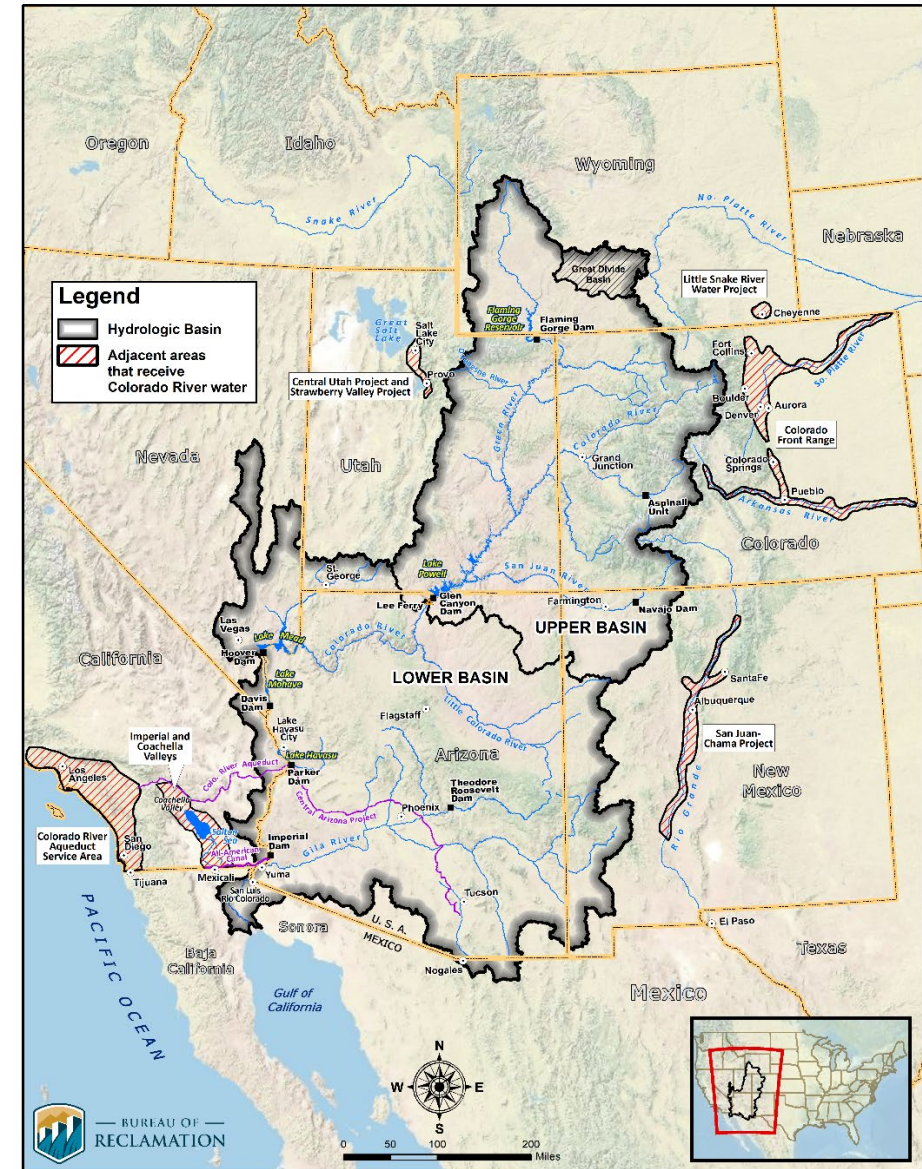 Oregon
Idaho
Wyoming
Snake River
No. Platte River
Nebraska
Great Divide
Basin
Little Snake River
Water Project
Cheyenne
Legend
Hydrologic Basin
Adjacent areas
that receive
Colorado River water
Great
Salt
Lake
Salt
Lake
City
Provo
Central Utah Project and
Strawberry Valley Project
Flaming
Gorge
Reservoir
Flaming
Gorge Dam
Green River
Fort
Collins
So. Platte River
Boulder
Denver
Aurora
Colorado
Front Range
Colorado
Springs
Pueblo
Arkansas River
Colorado
Nevada
Utah
Colorado River
Grand
Junction
Aspinall
Unit
St.
George
Lake
Powell
San Juan River
Lee Ferry
Glen
Canyon
Dam
Farmington
Navajo Dam
UPPER BASIN
LOWER BASIN
Las
Vegas
Lake Mead
Hoover
Dam
Colorado River
California
Lake
Mohave
Davis
Dam
Lake
Havasu
City
Lake Havasu
Flagstaff
Little Colorado River
Arizona
SantaFe
Albuquerque
San Juan-
Chama Project
New
Mexico
Rio Grande
Imperial and
Coachella
Valleys
Los
Angeles
Colo. River Aqueduct
Parker
Dam
Coachella
Valley
Central Arizona Project
Phoenix
Theodore
Roosevelt
Dam
Colorado River
Aqueduct
Service Area
San
Diego
Salton
Sea
All-American
Canal
Imperial
Dam
Gila River
Tijuana
Mexicali
Yuma
San Luis
Rio Colorado
Tucson
Sonora
U. S. A.
MEXICO
Nogales
El Paso
Texas
Mexico
PACIFIC OCEAN
Baja
California
Gulf of
California
N
W
E
S
0 50 100 200
Miles
BUREAU OF
RECLAMATION